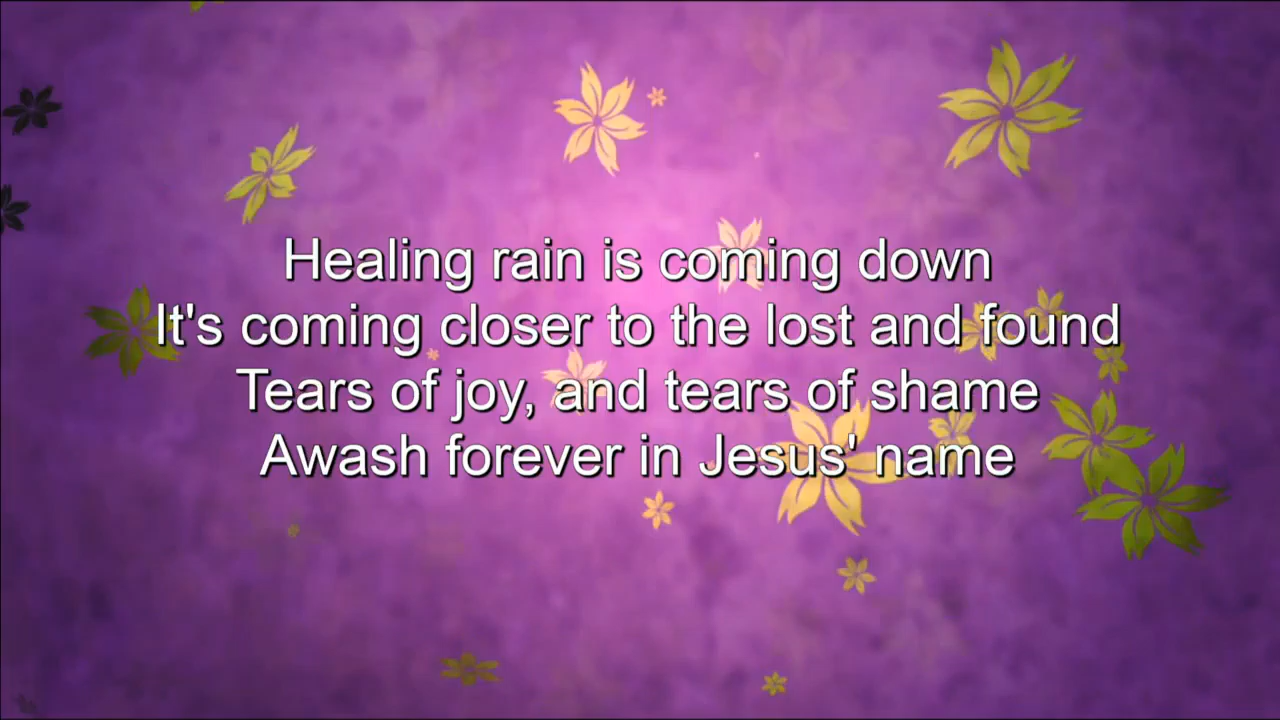 Healing rain is coming down
It's coming closer to the lost and found
Tears of joy, and tears of shame
Awash forever in Jesus' name